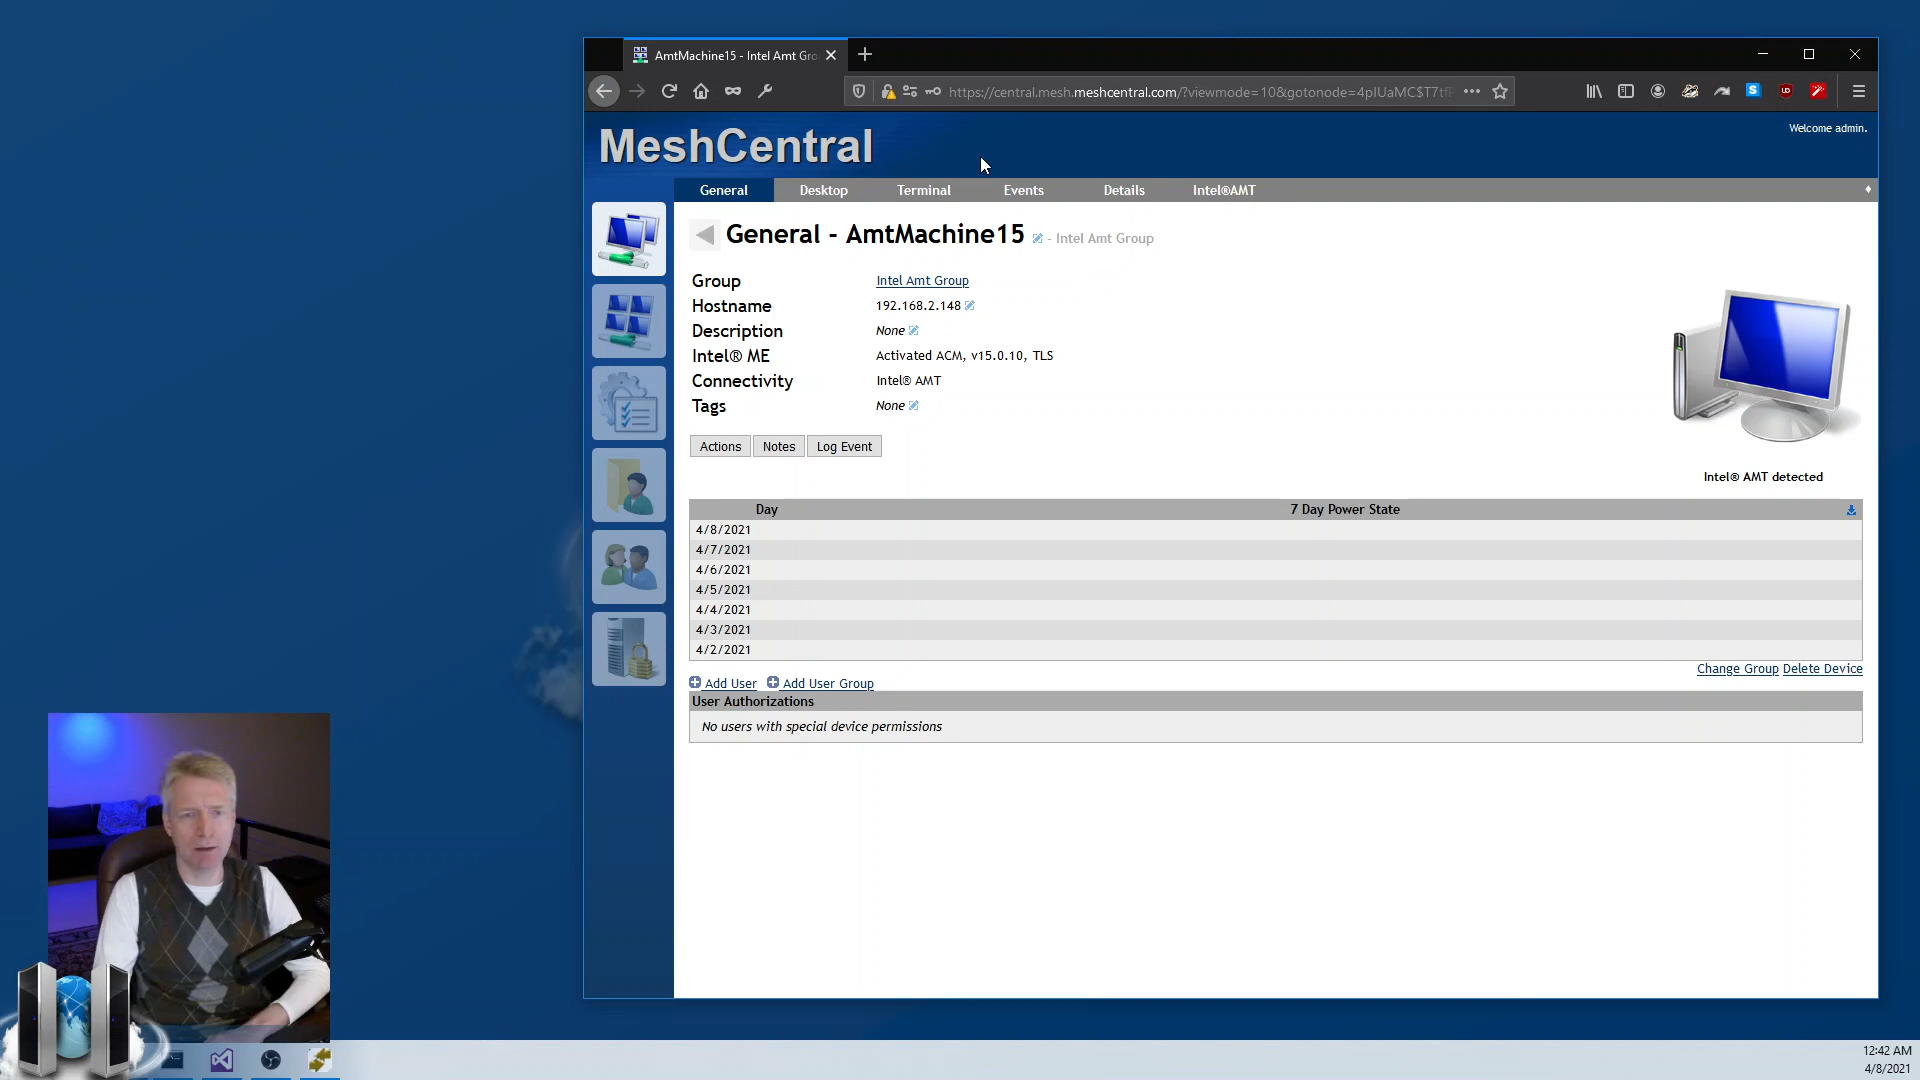 AmtMachine15 - Intel Amt Gro
https://central.mesh.meshcentral.com/?viewmode=10&gotonode=4pIUaMC$T7tf
MeshCentral
Welcome admin.
General
Desktop
Terminal
Events
Details
Intel®AMT
General - AmtMachine15 - Intel Amt Group
Group Intel Amt Group
Hostname 192.168.2.148
Description None
Intel® ME Activated ACM, v15.0.10, TLS
Connectivity Intel® AMT
Tags None
Actions Notes Log Event
Intel® AMT detected
Day 7 Day Power State
4/8/2021
4/7/2021
4/6/2021
4/5/2021
4/4/2021
4/3/2021
4/2/2021
Change Group Delete Device
Add User Add User Group
User Authorizations
No users with special device permissions
12:42 AM
4/8/2021